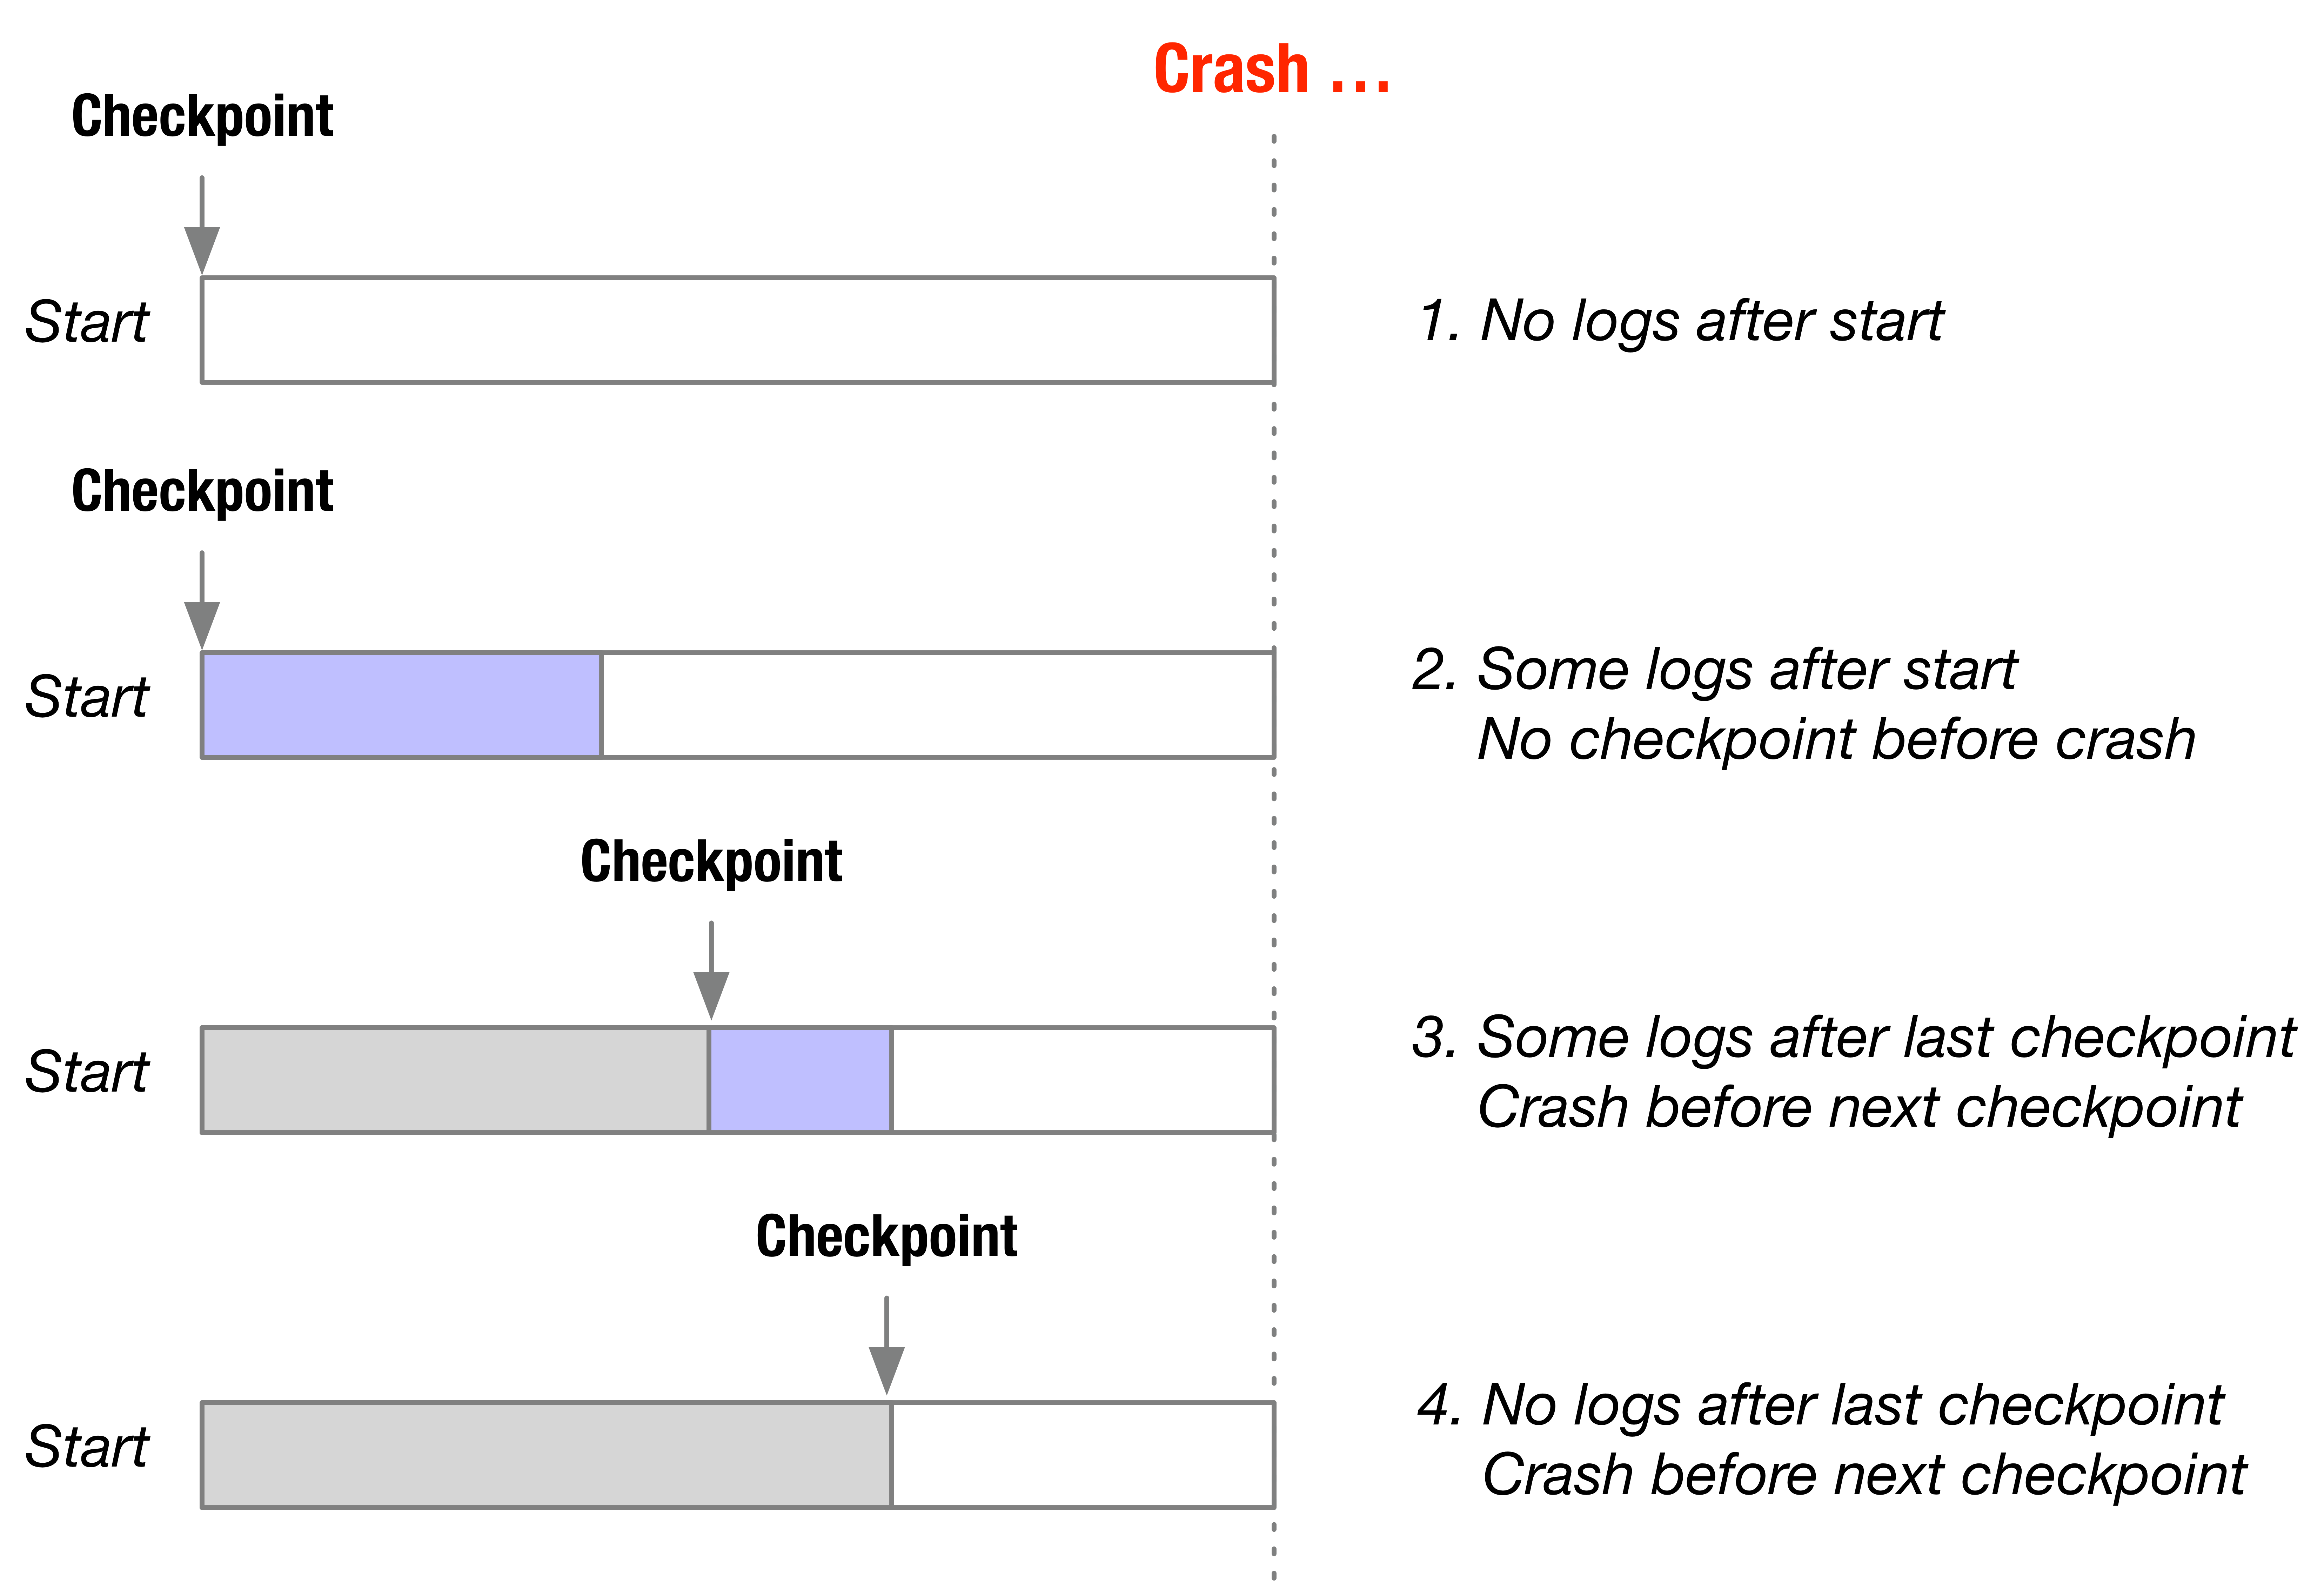 Crash ...
Checkpoint
Start
1. No logs after start
Checkpoint
Start
2. Some logs after start
No checkpoint before crash
Checkpoint
Start
3. Some logs after last checkpoint
Crash before next checkpoint
Checkpoint
Start
4. No logs after last checkpoint
Crash before next checkpoint